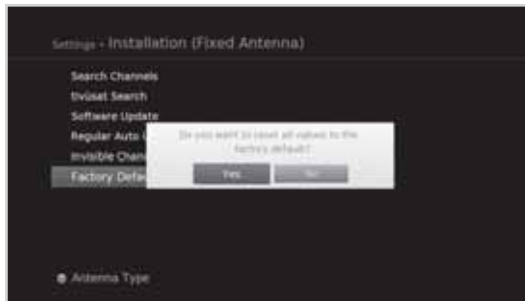 Settings • Installation (Fixed Antenna)
Search Channels
tivùsat Search
Software Update
Regular Auto
Invisible Chan
Factory Defa
Do you want to reset all values to the
factory default?
Yes
No
Antenna Type